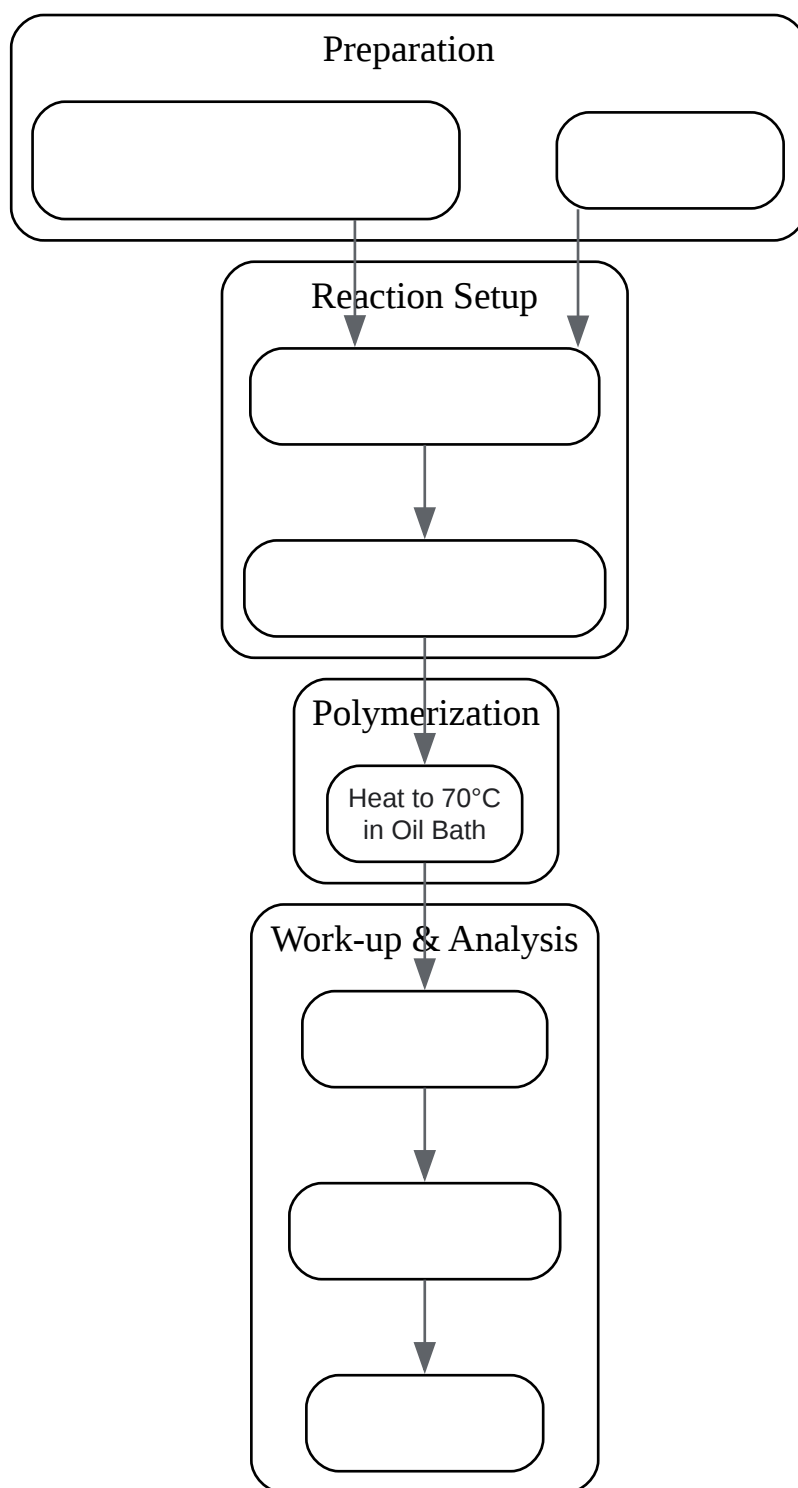 Preparation
Reaction Setup
Polymerization
Heat to 70°C
in Oil Bath
Work-up & Analysis